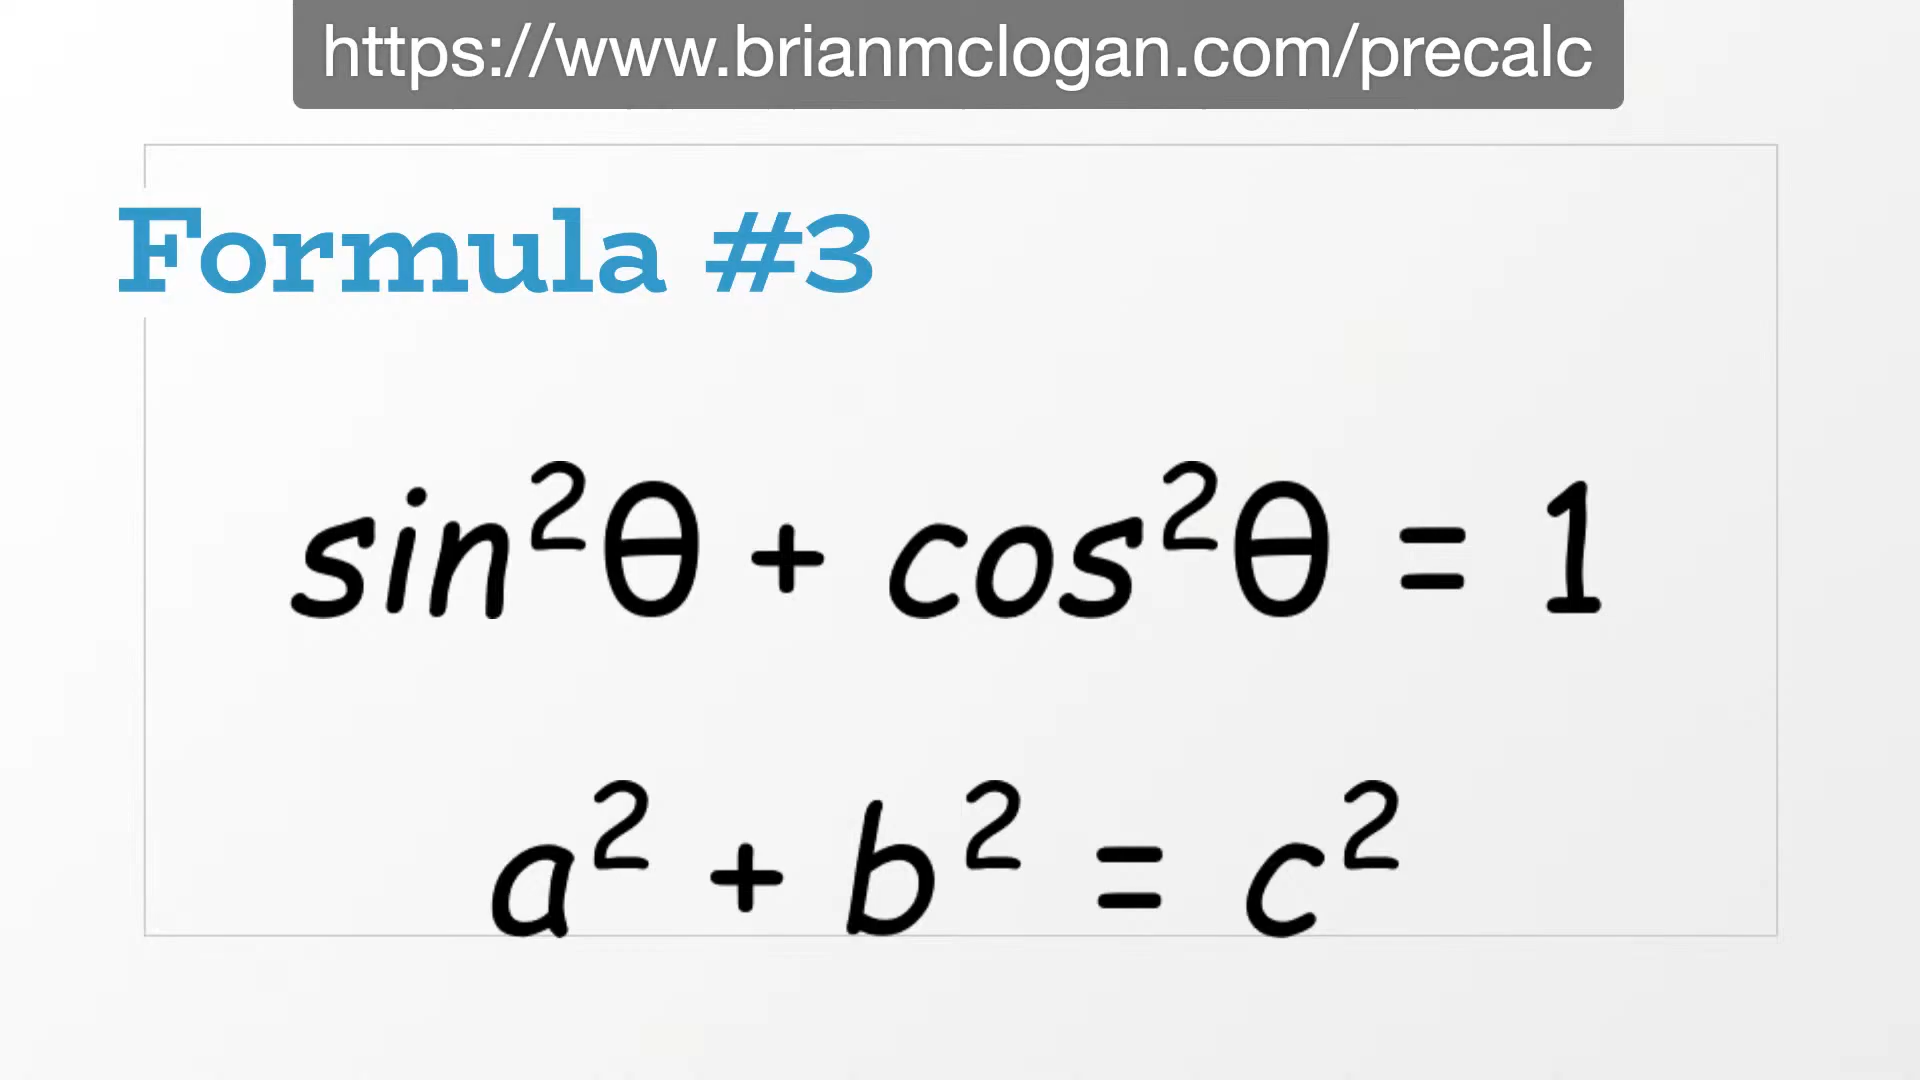 https://www.brianmclogan.com/precalc
Formula #3
sin²θ + cos²θ = 1
a² + b² = c²